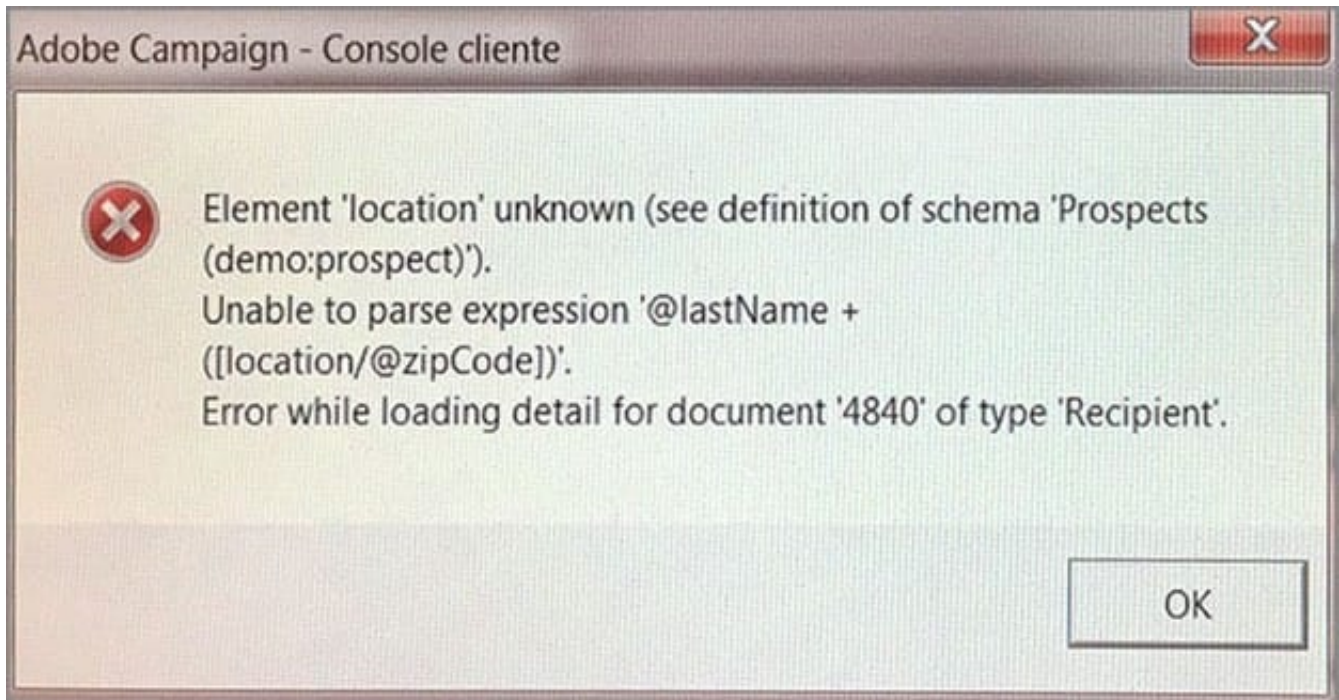 Adobe Campaign - Console cliente
Element 'location' unknown (see definition of schema 'Prospects
(demo:prospect)').
Unable to parse expression '@lastName +
([location/@zipCode])'.
Error while loading detail for document '4840' of type 'Recipient'.
OK